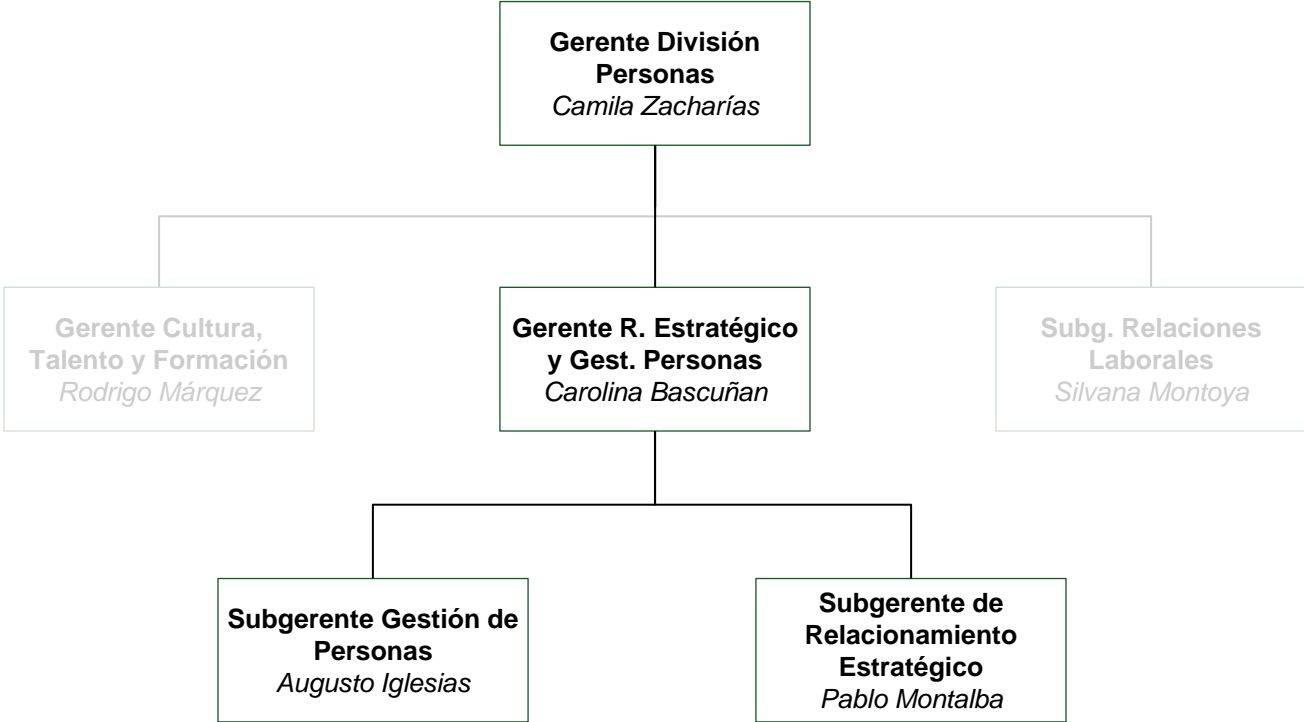 Gerente División
Personas
Camila Zacharías
Gerente Cultura,
Talento y Formación
Rodrigo Márquez
Gerente R. Estratégico
y Gest. Personas
Carolina Bascuñan
Subg. Relaciones
Laborales
Silvana Montoya
Subgerente Gestión de
Personas
Augusto Iglesias
Subgerente de
Relacionamiento
Estratégico
Pablo Montalba